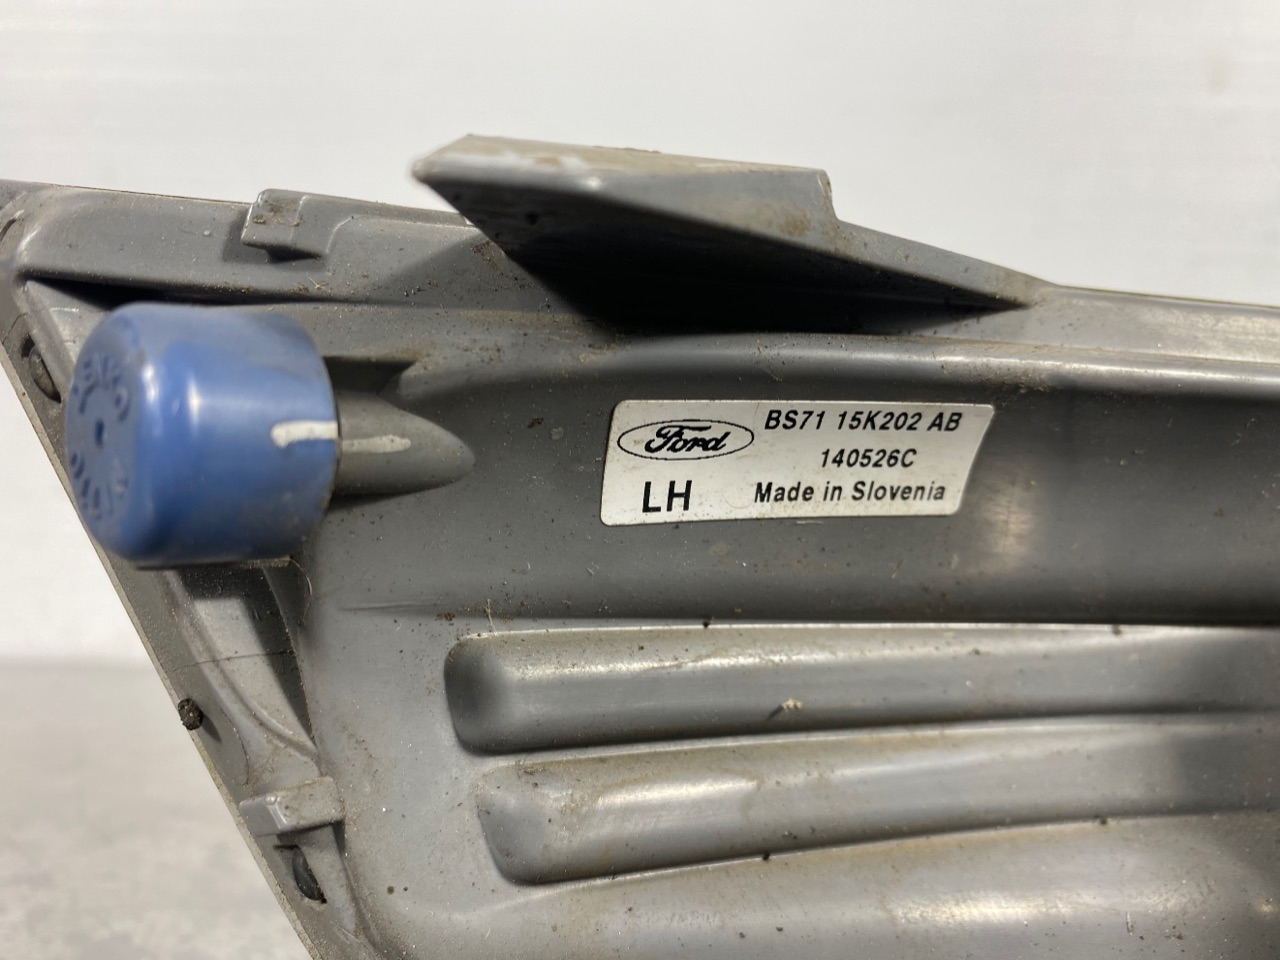 Ford
BS71 15K202 AB
140526C
LH
Made in Slovenia